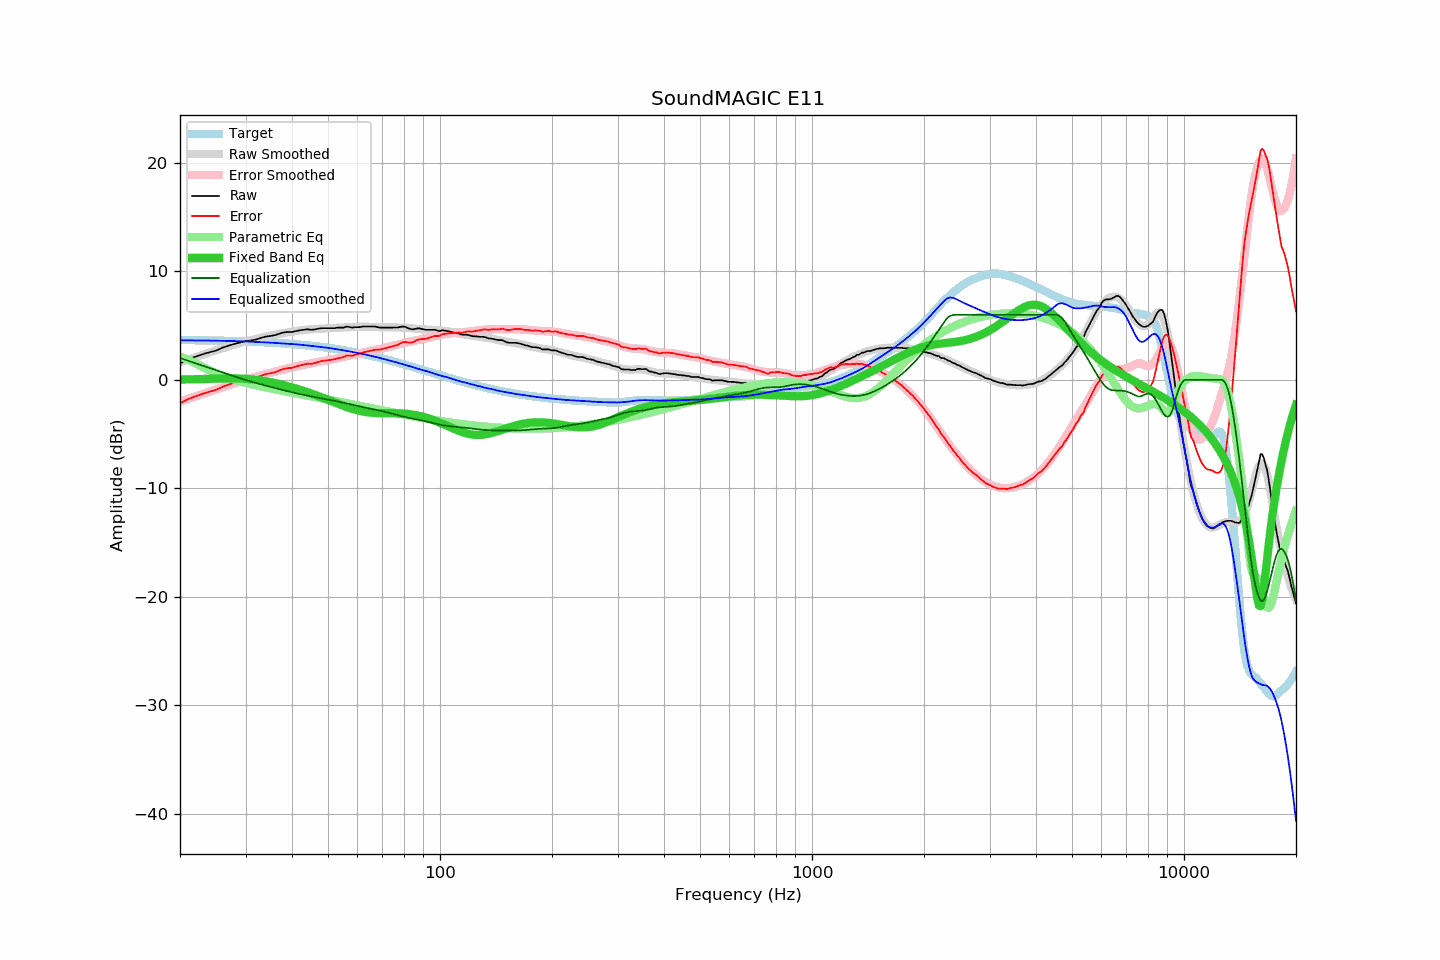 SoundMAGIC E11
Target
Raw Smoothed
Error Smoothed
Raw
Error
Parametric Eq
Fixed Band Eq
Equalization
Equalized smoothed
20
10
0
−10
−20
−30
−40
Amplitude (dBr)
100 1000 10000
Frequency (Hz)